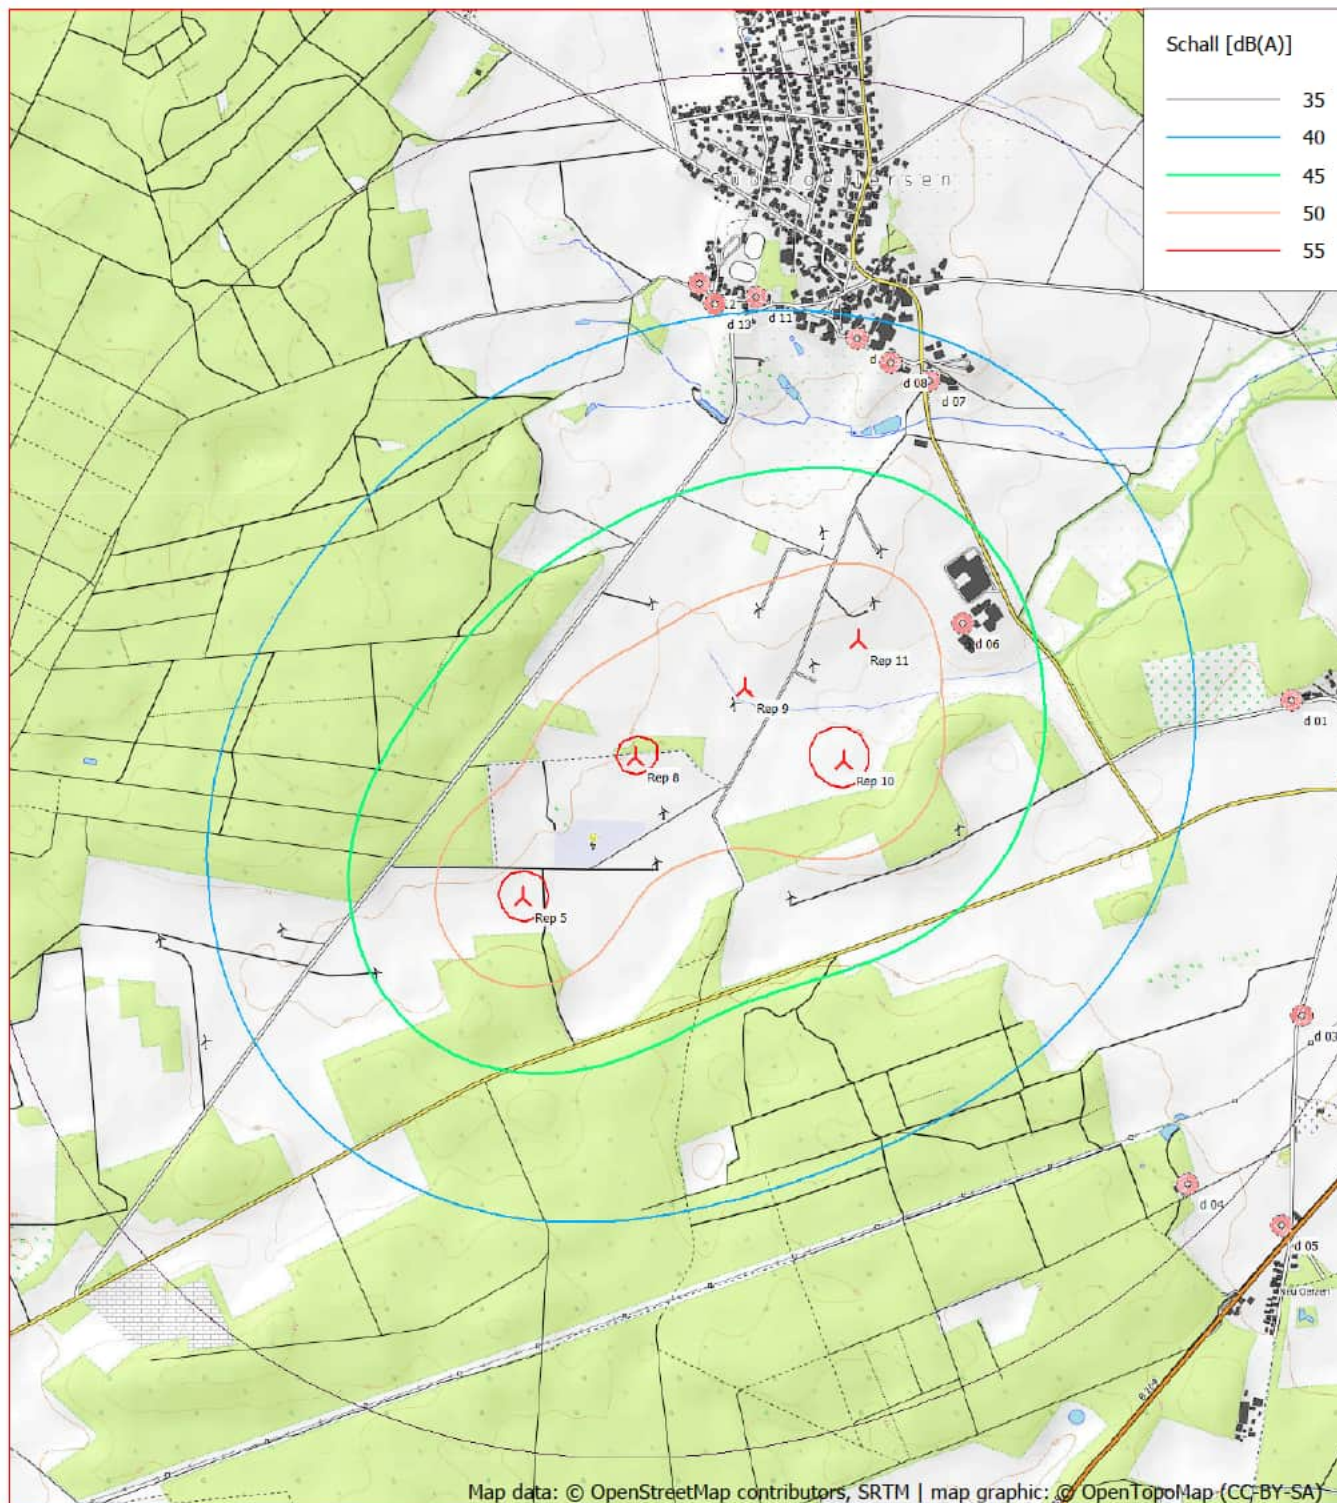 Schall [dB(A)]
35
40
45
50
55
d 11
d 13
d 08
d 07
d 06
Rep 11
Rep 9
d 01
Rep 8
Rep 10
Rep 5
d 03
d 04
d 05
Map data: © OpenStreetMap contributors, SRTM | map graphic: © OpenTopoMap (CC-BY-SA)